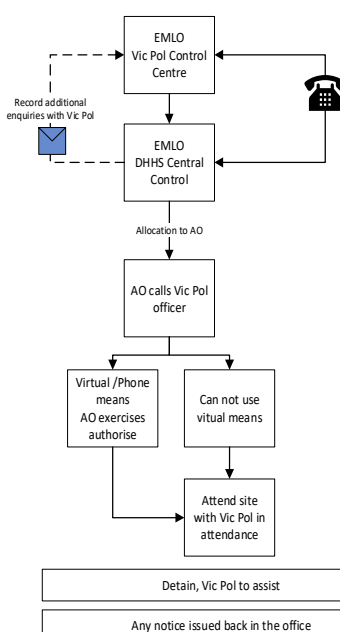 EMLO
Vic Pol Control
Centre
Record additional
enquiries with Vic Pol
EMLO
DHHS Central
Control
Allocation to AO
AO calls Vic Pol
officer
Virtual /Phone
means
AO exercises
authorise
Can not use
vitual means
Attend site
with Vic Pol in
attendance
Detain, Vic Pol to assist
Any notice issued back in the office